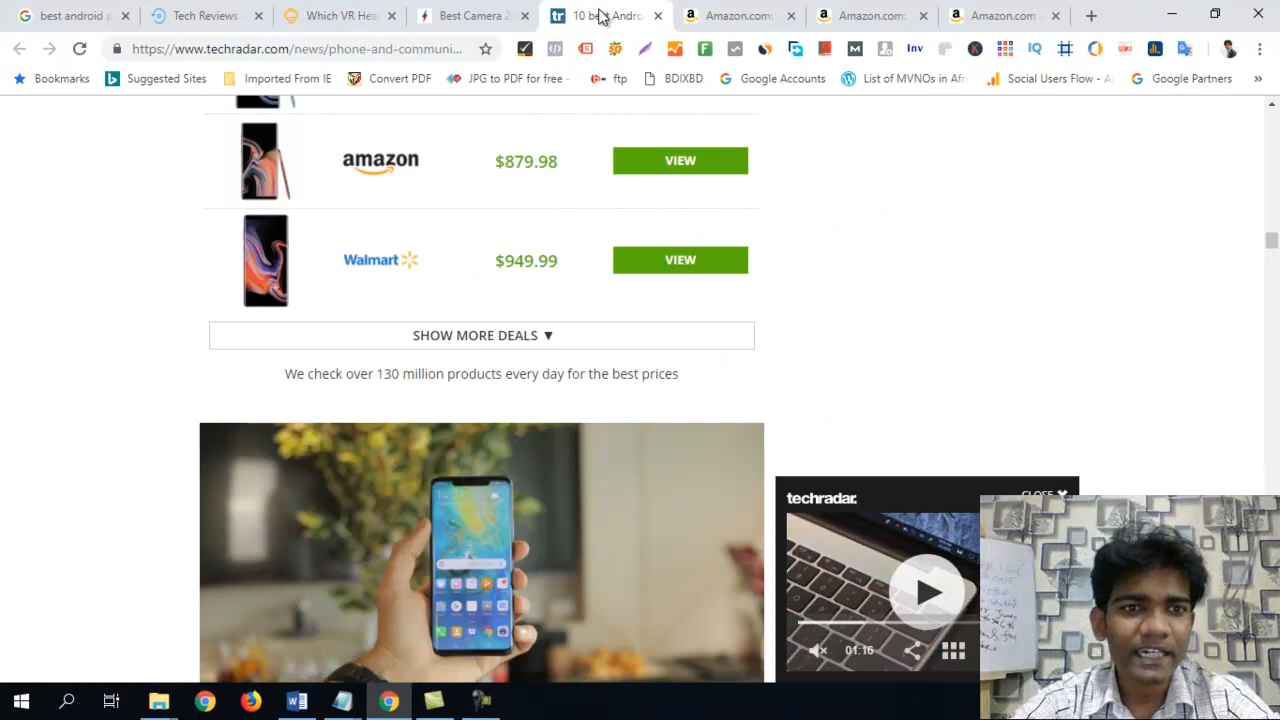 best android p
Tech Reviews -
Which VR Hea
Best Camera 2
10 best Andro
Amazon.com:
Amazon.com:
Amazon.com
https://www.techradar.com/news/phone-and-communi...
Inv
IQ
Bookmarks
Suggested Sites
Imported From IE
Convert PDF
JPG to PDF for free -
ftp
BDIXBD
Google Accounts
List of MVNOs in Afr
Social Users Flow - A
Google Partners
amazon
$879.98
VIEW
Walmart
$949.99
VIEW
SHOW MORE DEALS ▼
We check over 130 million products every day for the best prices
techradar.
CLOSE
01:16